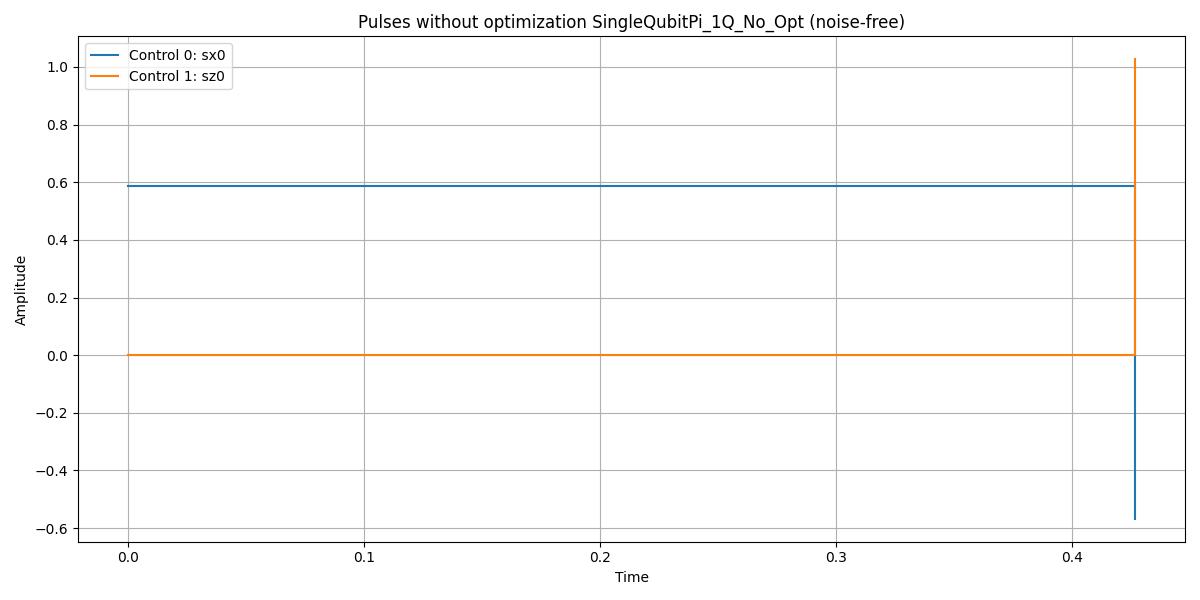 Pulses without optimization SingleQubitPi_1Q_No_Opt (noise-free)
Control 0: sx0
Control 1: sz0
Amplitude
1.0
0.8
0.6
0.4
0.2
0.0
−0.2
−0.4
−0.6
0.0 0.1 0.2 0.3 0.4
Time